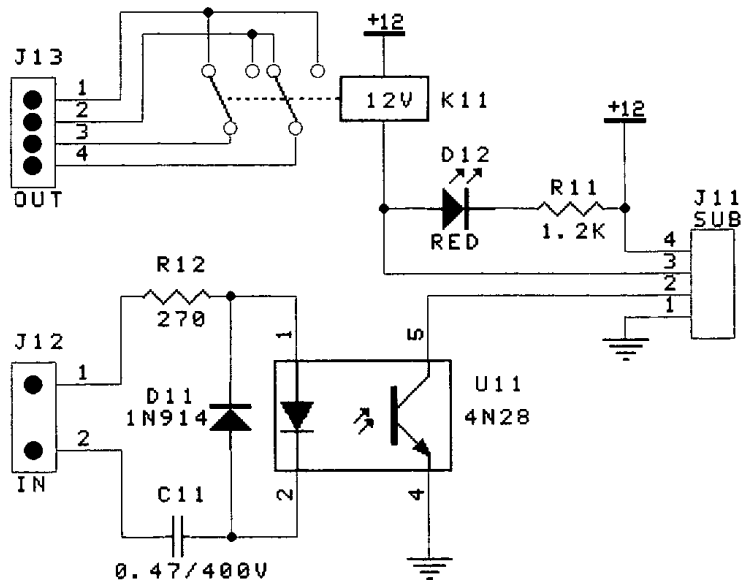 +12
J13
1
2
3
4
OUT
12V
K11
+12
D12
R11
J11
SUB
RED
1.2K
4
3
2
1
R12
270
J12
1
2
IN
D11
1N914
1
5
U11
4N28
2
4
C11
0.47/400V